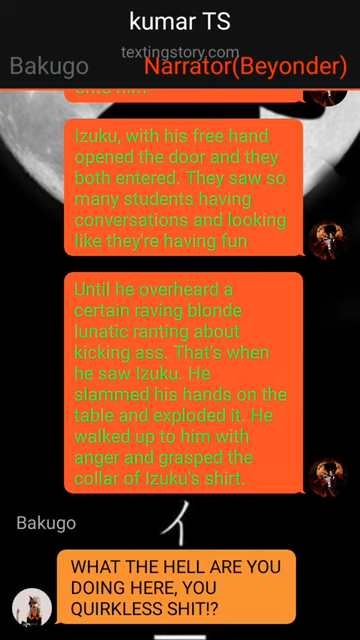 kumar TS
textingstory.com
Bakugo
Narrator(Beyonder)
onto him
Izuku, with his free hand
opened the door and they
both entered. They saw so
many students having
conversations and looking
like they're having fun
Until he overheard a
certain raving blonde
lunatic ranting about
kicking ass. That's when
he saw Izuku. He
slammed his hands on the
table and exploded it. He
walked up to him with
anger and grasped the
collar of Izuku's shirt.
Bakugo
イ
WHAT THE HELL ARE YOU
DOING HERE, YOU
QUIRKLESS SHIT!?